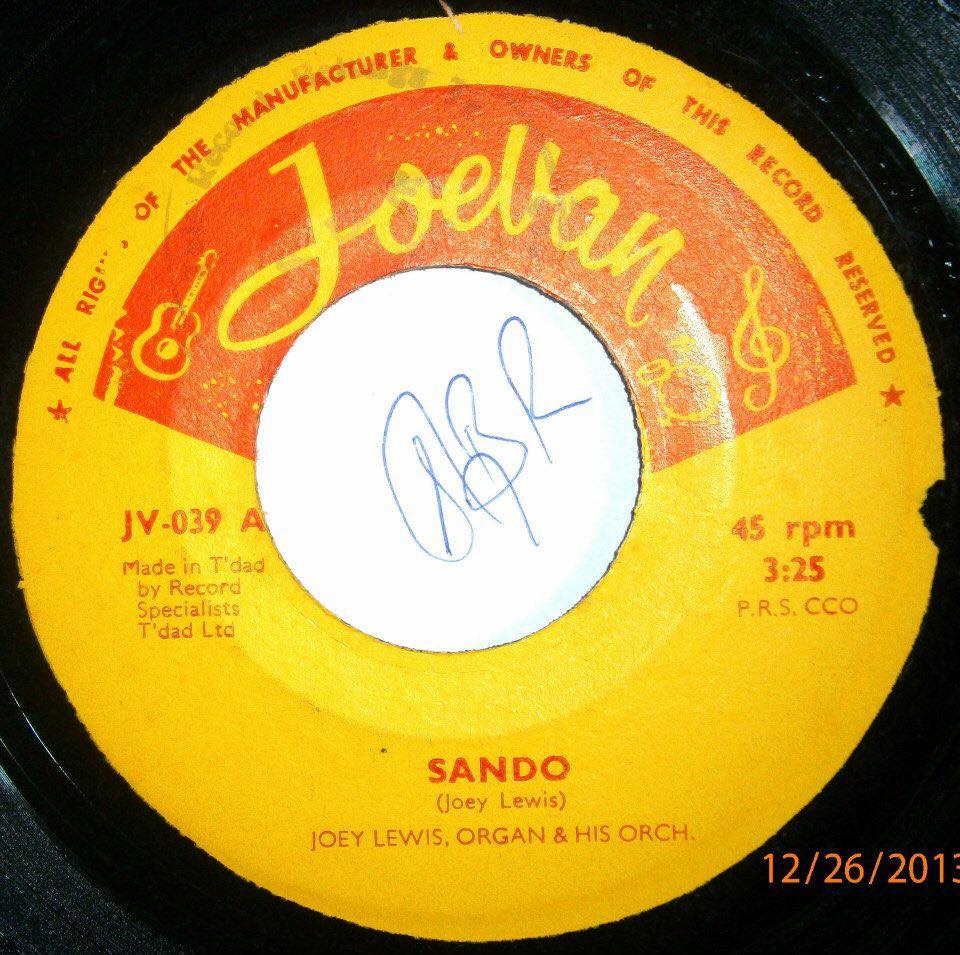 ALL OF THE MANUFACTURER & OWNERS OF THIS RECORD RESERVED
Joevan
JV-039 A
Made in T'dad
by Record
Specialists
T'dad Ltd
45 rpm
3:25
P.R.S. CCO
SANDO
(Joey Lewis)
JOEY LEWIS, ORGAN & HIS ORCH.
12/26/2013